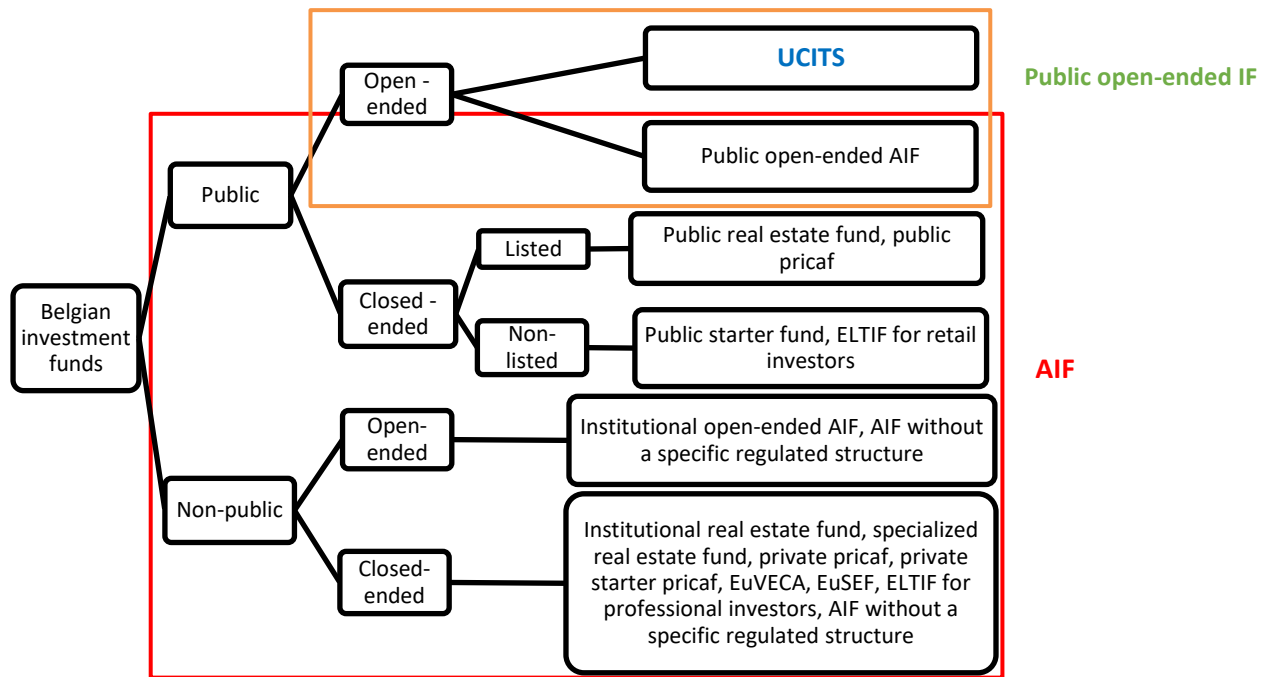 UCITS
Public open-ended IF
Open -
ended
Public open-ended AIF
Public
Listed
Public real estate fund, public
pricaf
Closed -
ended
Belgian
investment
funds
Non-
listed
Public starter fund, ELTIF for retail
investors
AIF
Open-
ended
Institutional open-ended AIF, AIF without
a specific regulated structure
Non-public
Closed-
ended
Institutional real estate fund, specialized
real estate fund, private pricaf, private
starter pricaf, EuVECA, EuSEF, ELTIF for
professional investors, AIF without a
specific regulated structure